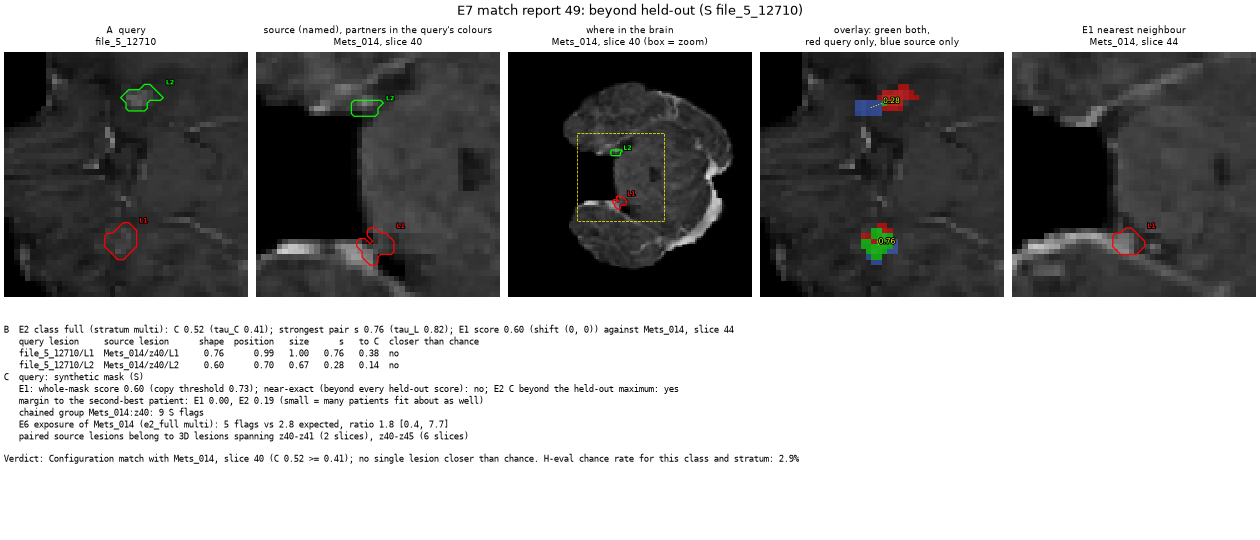 E7 match report 49: beyond held-out (S file_5_12710)
A query
file_5_12710
source (named), partners in the query's colours
Mets_014, slice 40
where in the brain
Mets_014, slice 40 (box = zoom)
overlay: green both,
red query only, blue source only
E1 nearest neighbour
Mets_014, slice 44
L2
L1
L2
L1
L2
L1
0.28
0.76
L1
B E2 class full (stratum multi): C 0.52 (tau_C 0.41); strongest pair s 0.76 (tau_L 0.82); E1 score 0.60 (shift (0, 0)) against Mets_014, slice 44
query lesion source lesion shape position size s to C closer than chance
file_5_12710/L1 Mets_014/z40/L1 0.76 0.99 1.00 0.76 0.38 no
file_5_12710/L2 Mets_014/z40/L2 0.60 0.70 0.67 0.28 0.14 no
C query: synthetic mask (S)
E1: whole-mask score 0.60 (copy threshold 0.73); near-exact (beyond every held-out score): no; E2 C beyond the held-out maximum: yes
margin to the second-best patient: E1 0.00, E2 0.19 (small = many patients fit about as well)
chained group Mets_014:z40: 9 S flags
E6 exposure of Mets_014 (e2_full multi): 5 flags vs 2.8 expected, ratio 1.8 [0.4, 7.7]
paired source lesions belong to 3D lesions spanning z40-z41 (2 slices), z40-z45 (6 slices)
Verdict: Configuration match with Mets_014, slice 40 (C 0.52 >= 0.41); no single lesion closer than chance. H-eval chance rate for this class and stratum: 2.9%